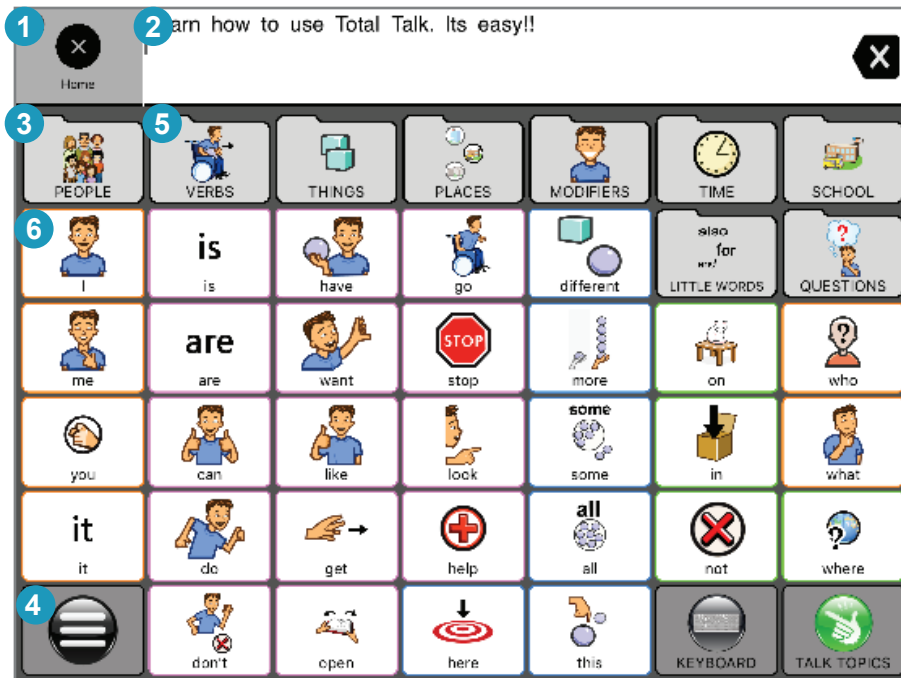 1 2 arn how to use Total Talk. Its easy!!
X
Home
3 5
PEOPLE VERBS THINGS PLACES MODIFIERS TIME SCHOOL
6 is also for and ?
I is have go different LITTLE WORDS QUESTIONS
are STOP ?
me are want stop more on who
some
you can like look some in what
it all ?
it do get help all not where
4
don't open here this KEYBOARD TALK TOPICS